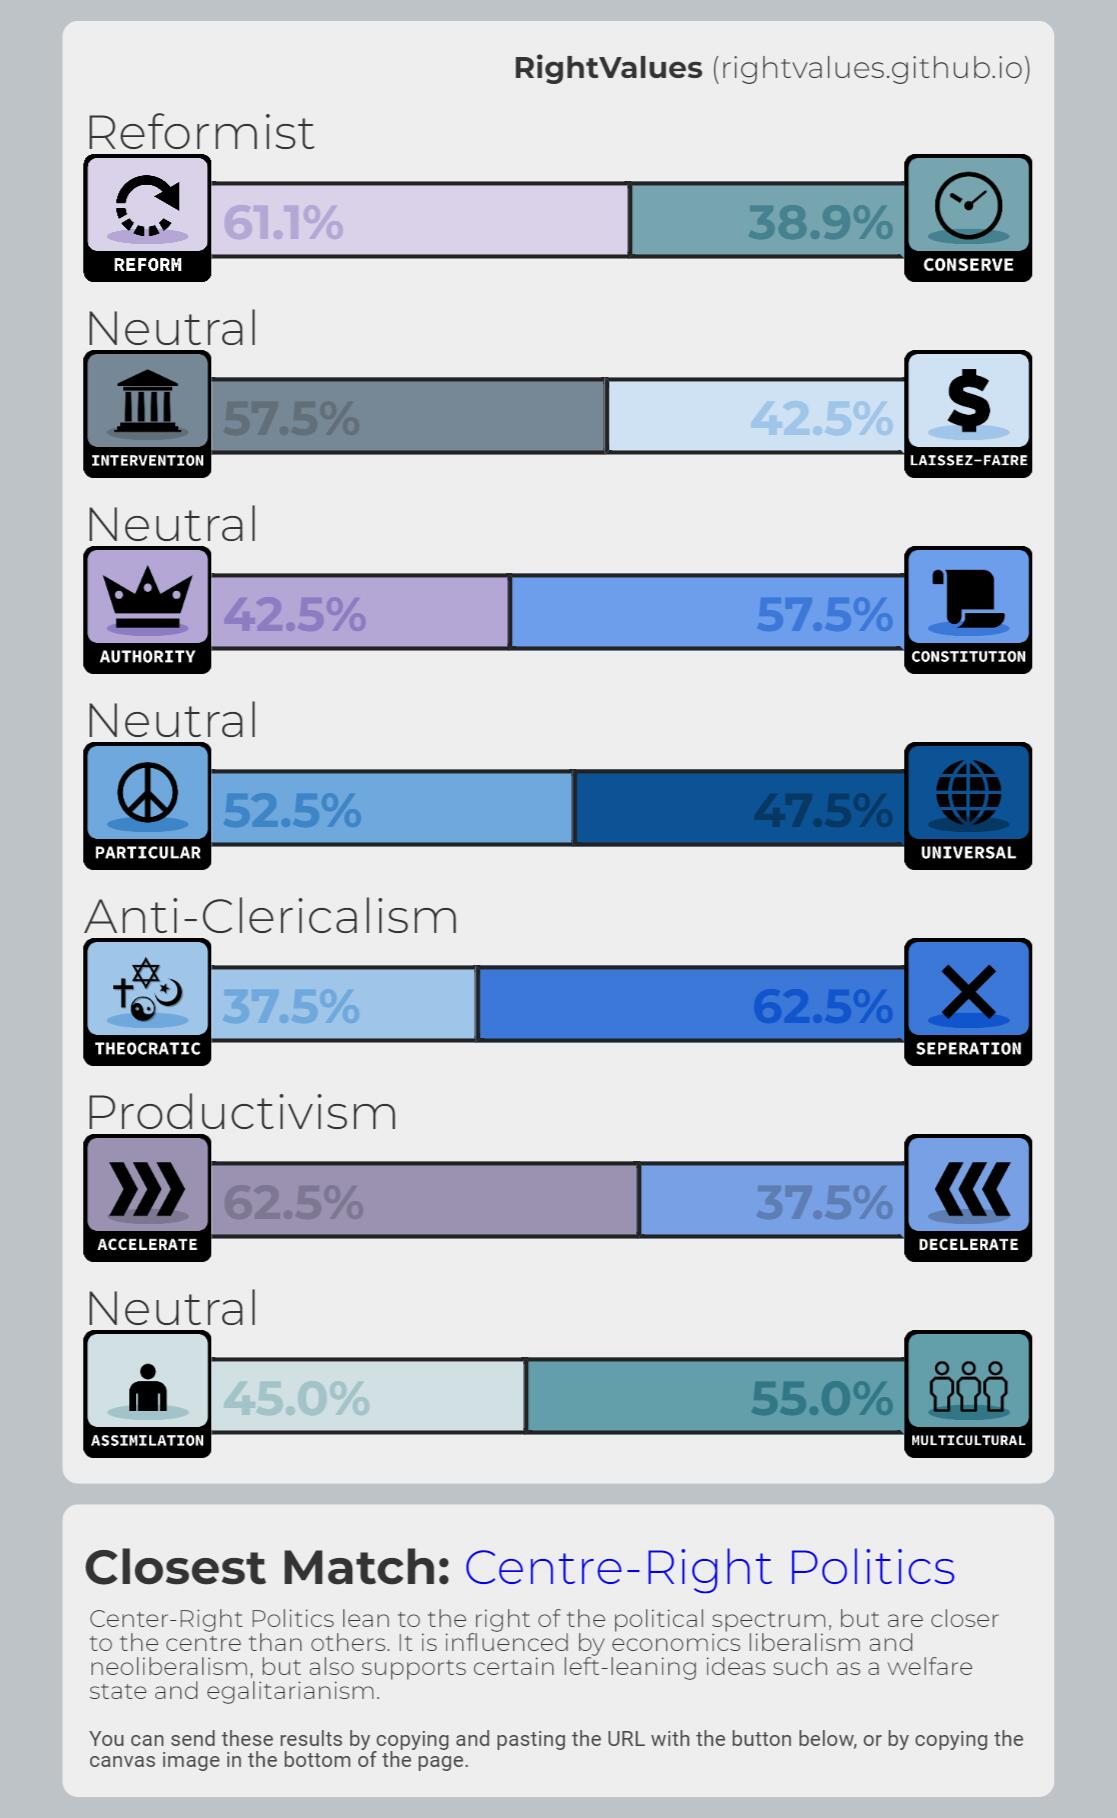 RightValues (rightvalues.github.io)
Reformist
REFORM 61.1% 38.9% CONSERVE
Neutral
INTERVENTION 57.5% 42.5% LAISSEZ-FAIRE
Neutral
AUTHORITY 42.5% 57.5% CONSTITUTION
Neutral
PARTICULAR 52.5% 47.5% UNIVERSAL
Anti-Clericalism
THEOCRATIC 37.5% 62.5% SEPERATION
Productivism
ACCELERATE 62.5% 37.5% DECELERATE
Neutral
ASSIMILATION 45.0% 55.0% MULTICULTURAL
Closest Match: Centre-Right Politics
Center-Right Politics lean to the right of the political spectrum, but are closer
to the centre than others. It is influenced by economics liberalism and
neoliberalism, but also supports certain left-leaning ideas such as a welfare
state and egalitarianism.
You can send these results by copying and pasting the URL with the button below, or by copying the
canvas image in the bottom of the page.